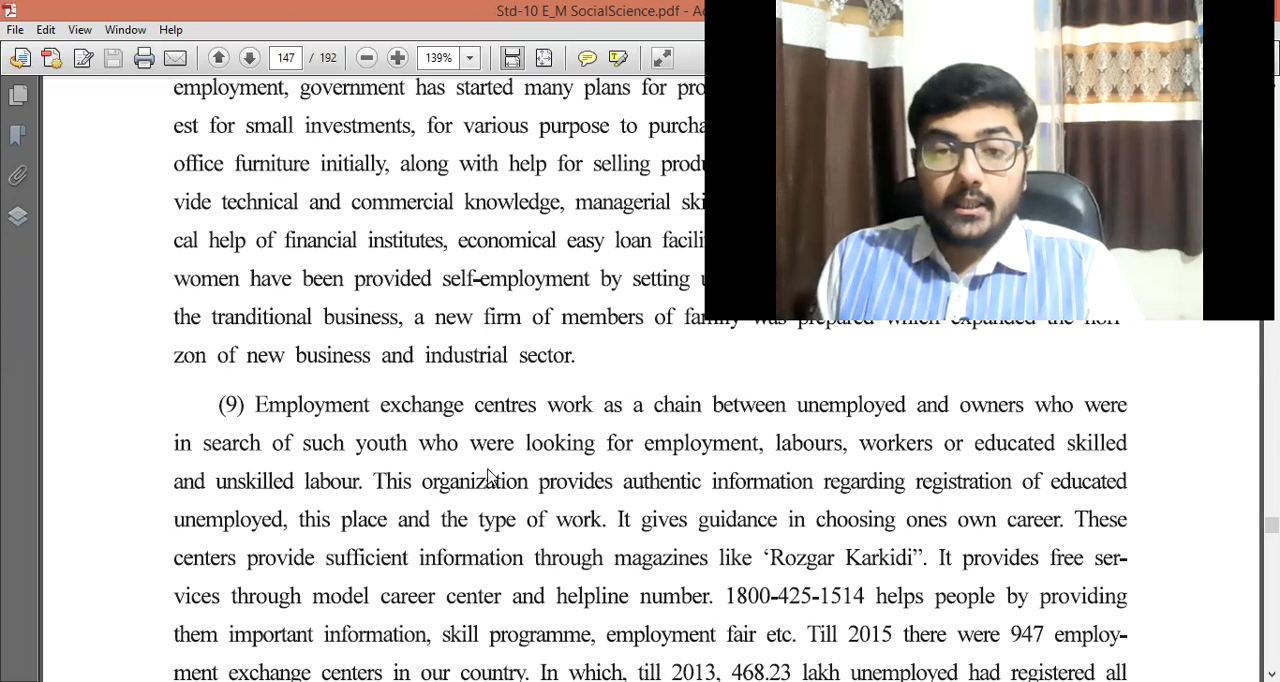 Std-10 E_M SocialScience.pdf - A
File Edit View Window Help
147 / 192 139%
employment, government has started many plans for pro
est for small investments, for various purpose to purcha
office furniture initially, along with help for selling produ
vide technical and commercial knowledge, managerial ski
cal help of financial institutes, economical easy loan facili
women have been provided self-employment by setting
the tranditional business, a new firm of members of family was prepared which expanded the hori-
zon of new business and industrial sector.
(9) Employment exchange centres work as a chain between unemployed and owners who were
in search of such youth who were looking for employment, labours, workers or educated skilled
and unskilled labour. This organization provides authentic information regarding registration of educated
unemployed, this place and the type of work. It gives guidance in choosing ones own career. These
centers provide sufficient information through magazines like ‘Rozgar Karkidi”. It provides free ser-
vices through model career center and helpline number. 1800-425-1514 helps people by providing
them important information, skill programme, employment fair etc. Till 2015 there were 947 employ-
ment exchange centers in our country. In which, till 2013, 468.23 lakh unemployed had registered all